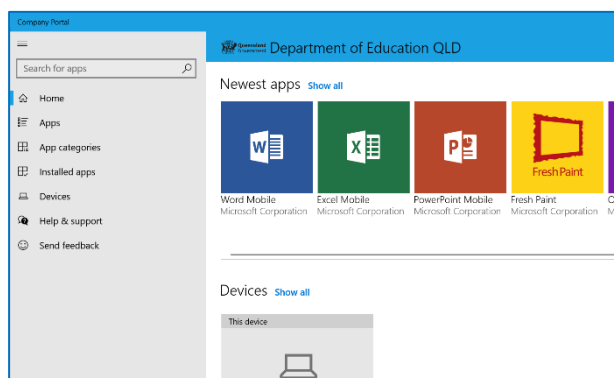 Company Portal
Search for apps
Home
Apps
App categories
Installed apps
Devices
Help & support
Send feedback
Queensland
Government
Department of Education QLD
Newest apps Show all
W
X
P
Fresh Paint
Word Mobile
Microsoft Corporation
Excel Mobile
Microsoft Corporation
PowerPoint Mobile
Microsoft Corporation
Fresh Paint
Microsoft Corporation
Devices Show all
This device